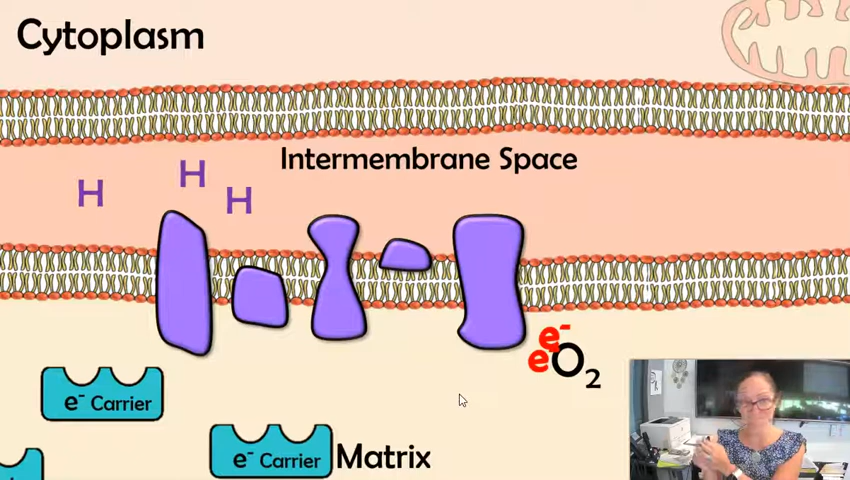 Cytoplasm
Intermembrane Space
H
H
H
e-
e-
O2
e- Carrier
e- Carrier
Matrix